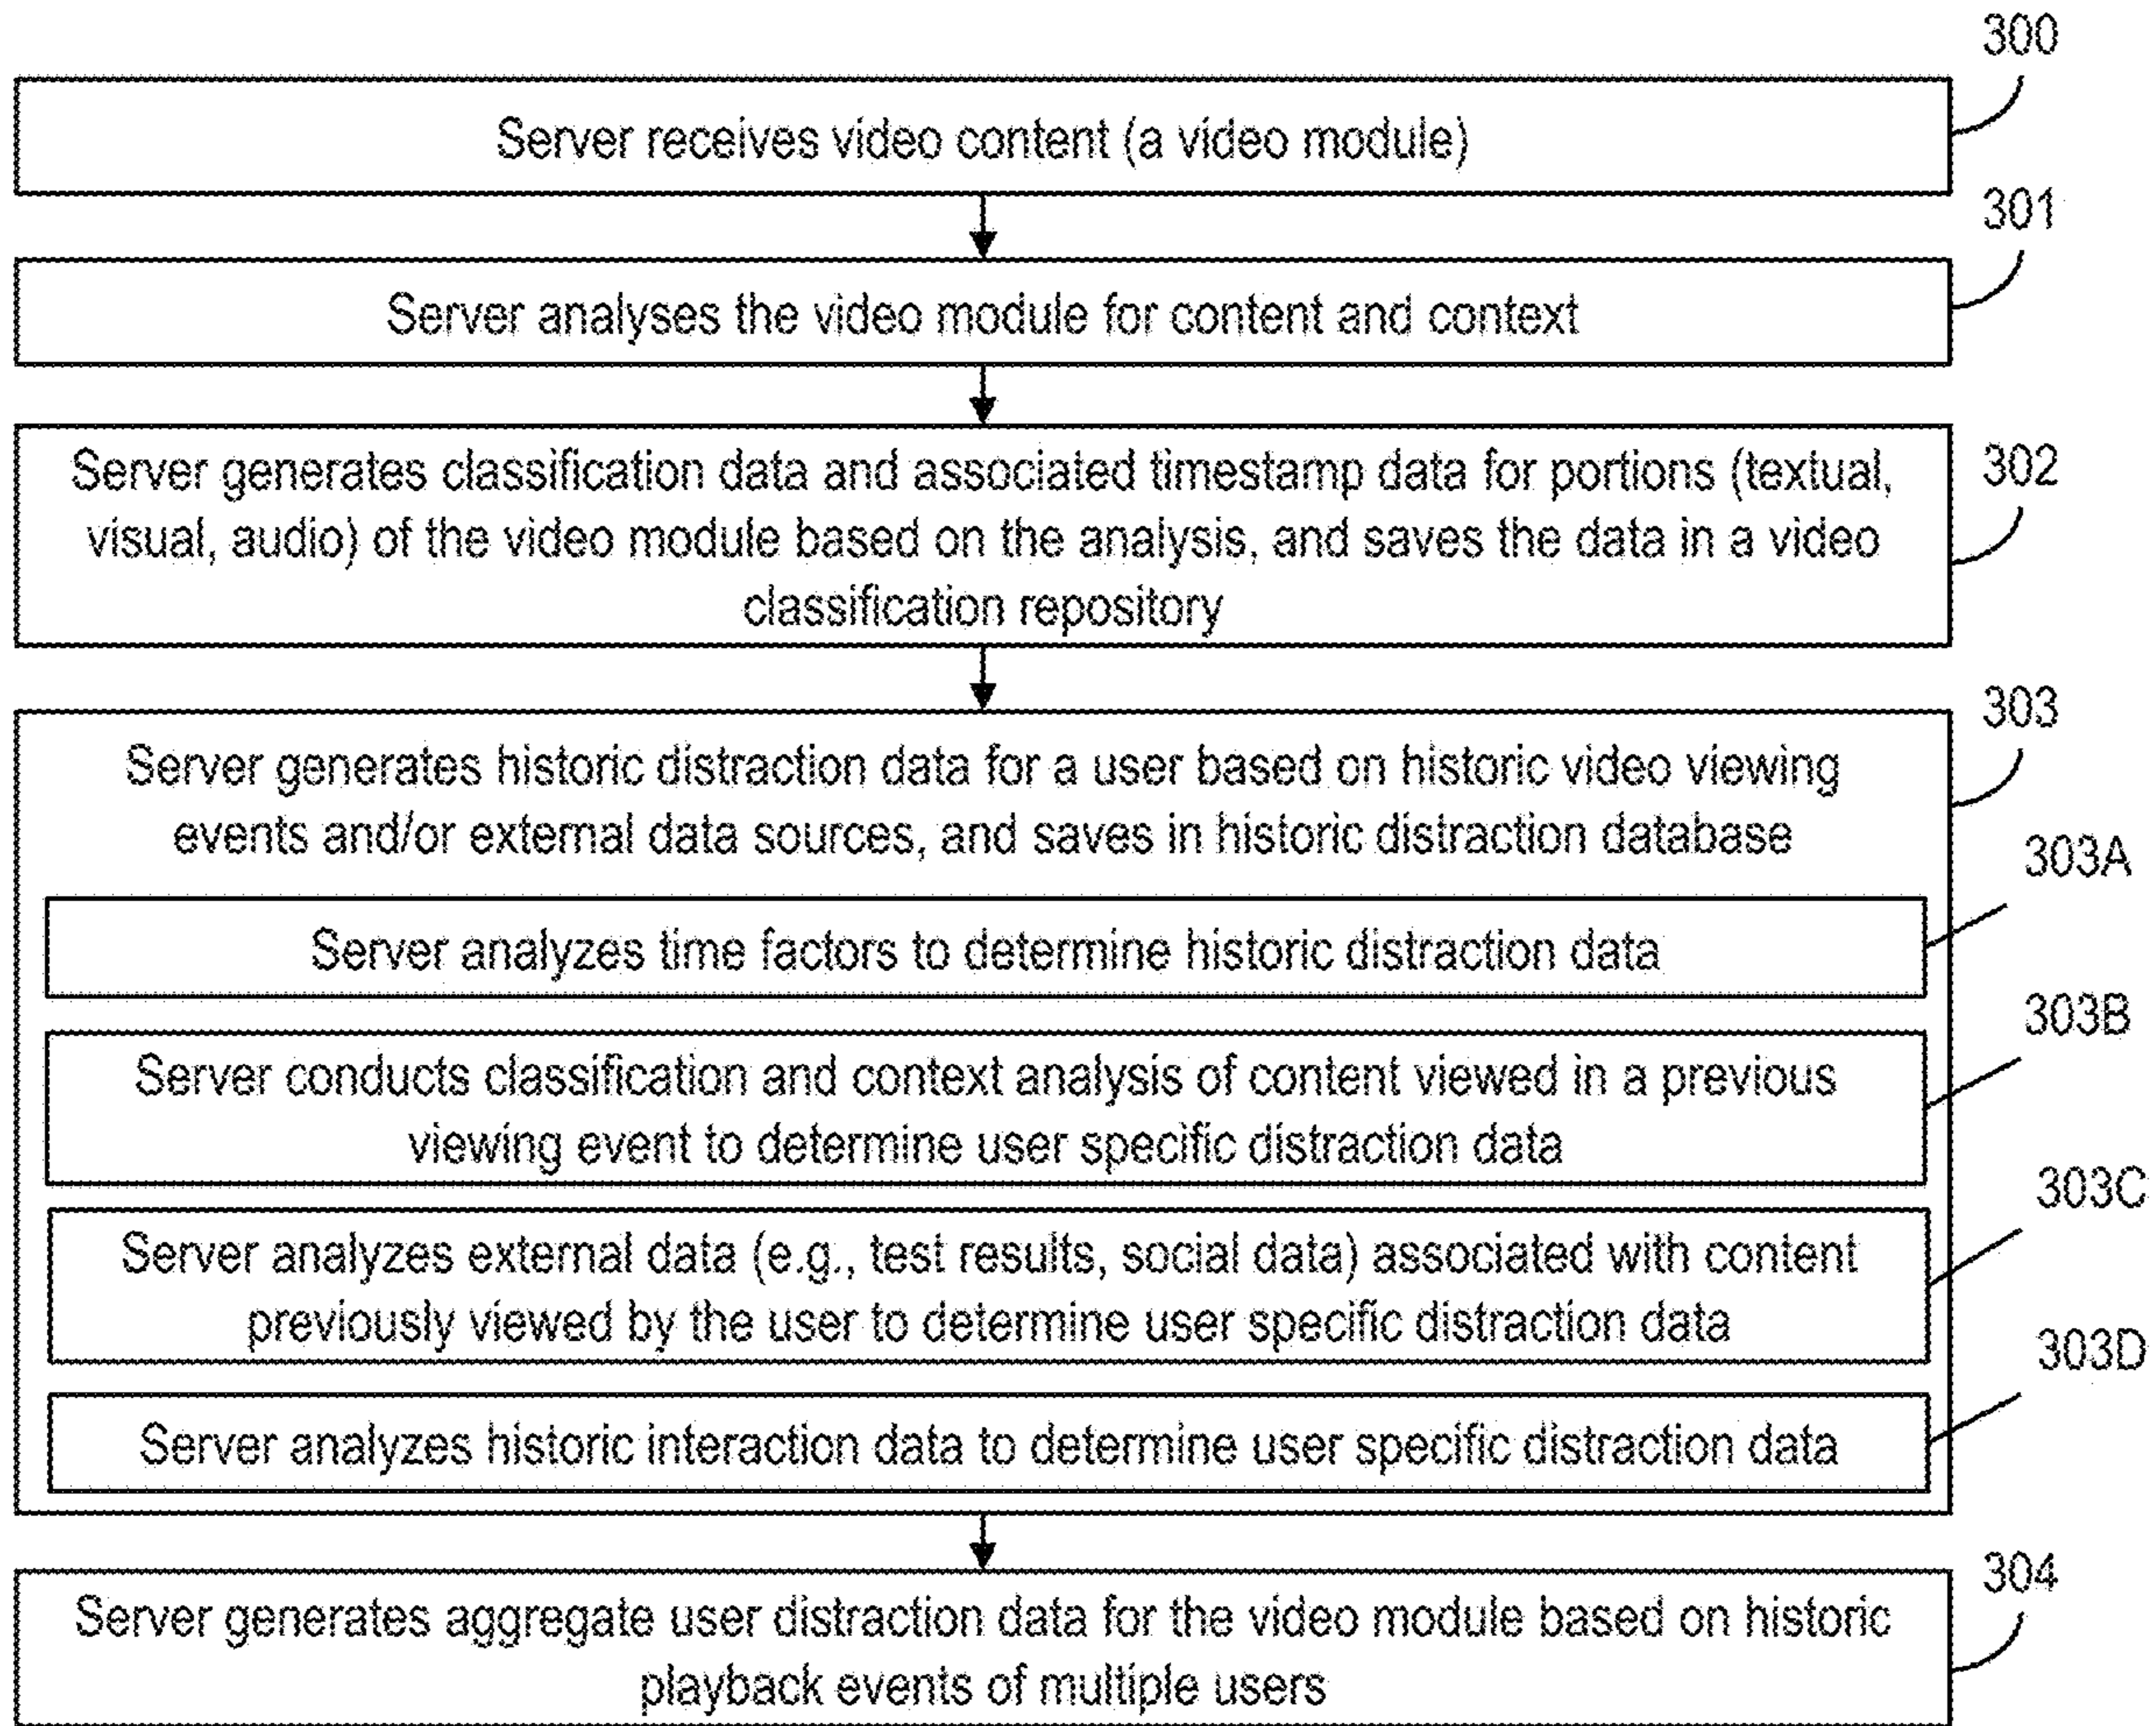 300
Server receives video content (a video module)
301
Server analyses the video module for content and context
302
Server generates classification data and associated timestamp data for portions (textual,
visual, audio) of the video module based on the analysis, and saves the data in a video
classification repository
303
Server generates historic distraction data for a user based on historic video viewing
events and/or external data sources, and saves in historic distraction database
303A
Server analyzes time factors to determine historic distraction data
303B
Server conducts classification and context analysis of content viewed in a previous
viewing event to determine user specific distraction data
303C
Server analyzes external data (e.g., test results, social data) associated with content
previously viewed by the user to determine user specific distraction data
303D
Server analyzes historic interaction data to determine user specific distraction data
304
Server generates aggregate user distraction data for the video module based on historic
playback events of multiple users